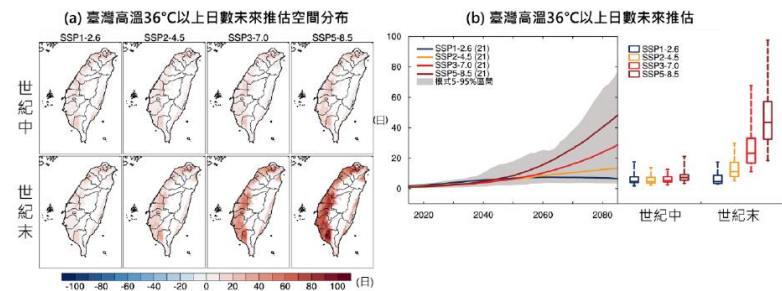 (a) 臺灣高溫36°C以上日數未來推估空間分布
SSP1-2.6 SSP2-4.5 SSP3-7.0 SSP5-8.5
世紀中
世紀末
-100 -80 -60 -40 -20 0 20 40 60 80 100 (日)
(b) 臺灣高溫36°C以上日數未來推估
100
80
60
40
20
0
(日)
SSP1-2.6 (21)
SSP2-4.5 (21)
SSP3-7.0 (21)
SSP5-8.5 (21)
模式5-95%區間
2020 2040 2060 2080
SSP1-2.6
SSP2-4.5
SSP3-7.0
SSP5-8.5
世紀中 世紀末